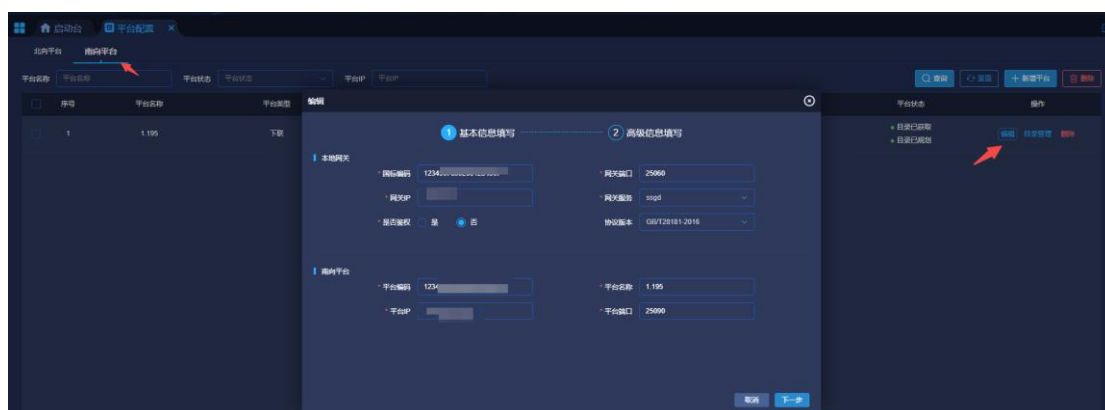 启动台 平台配置 ×
北向平台 南向平台
平台名称 平台名称 平台状态 平台状态 平台IP 平台IP 查询 重置 + 新增平台 删除
序号 平台名称 平台类型 编辑 平台状态 操作
1 1.195 下联 1 基本信息填写 2 高级信息填写 目录已获取 编辑 目录管理 删除
目录已规划
本地网关
* 国标编码 1234 * 网关端口 25060
* 网关IP * 网关服务 ssgd
* 是否鉴权 是 否 协议版本 GB/T28181-2016
南向平台
* 平台编码 123 * 平台名称 1.195
* 平台IP * 平台端口 25090
取消 下一步